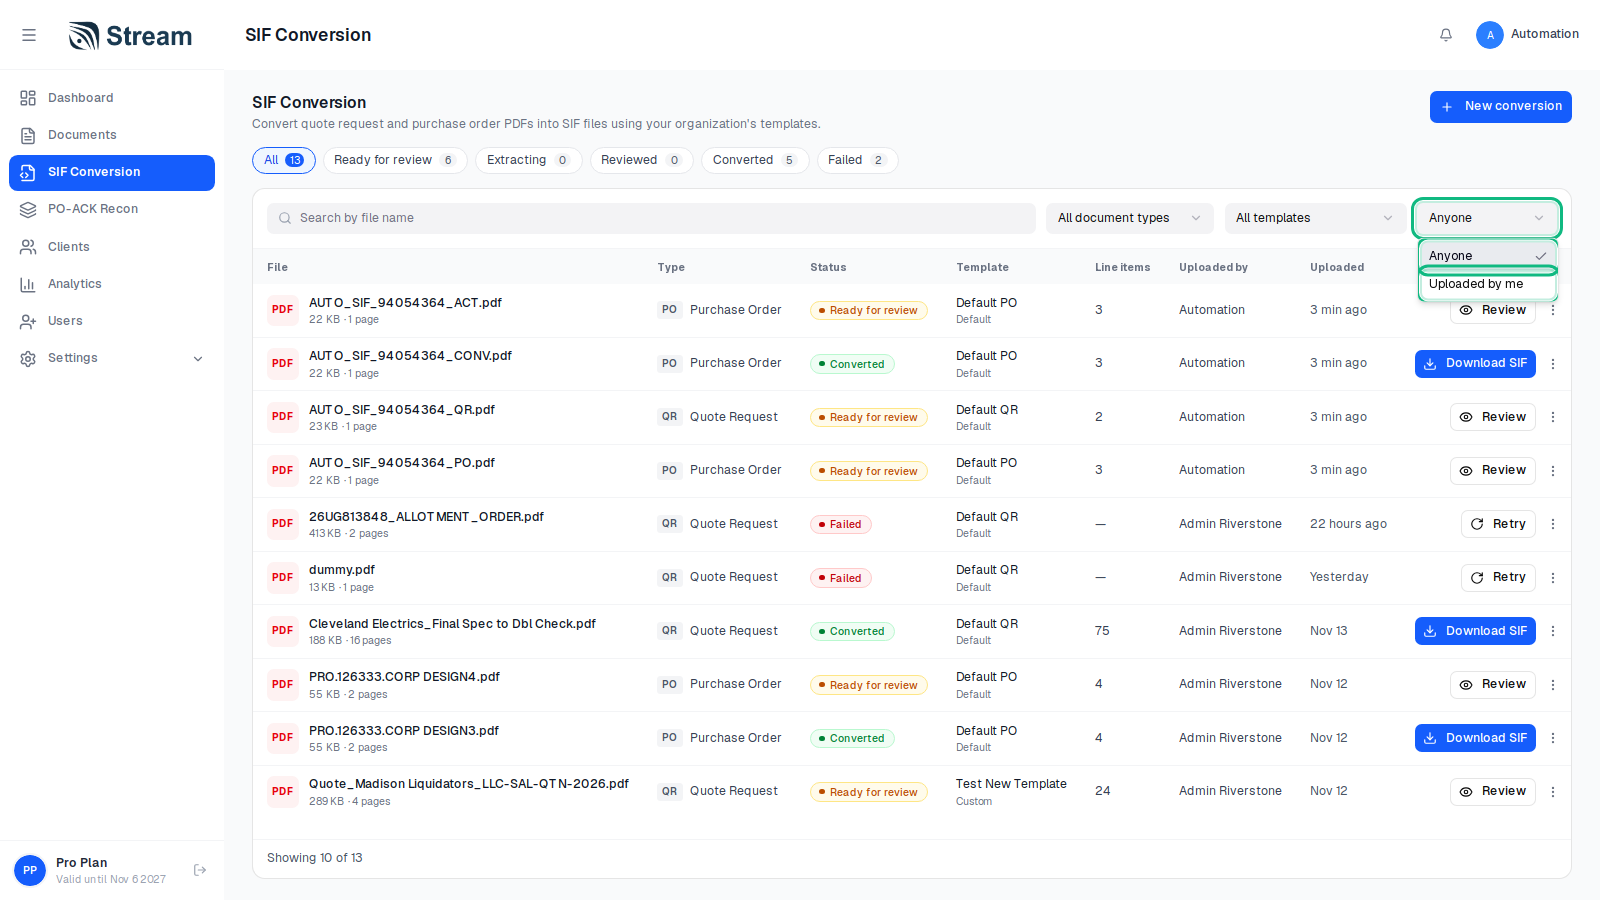 Stream
SIF Conversion
A
Automation
Dashboard
Documents
SIF Conversion
PO-ACK Recon
Clients
Analytics
Users
Settings
SIF Conversion
Convert quote request and purchase order PDFs into SIF files using your organization's templates.
New conversion
All 13
Ready for review 6
Extracting 0
Reviewed 0
Converted 5
Failed 2
Search by file name
All document types
All templates
Anyone
Anyone
Uploaded by me
File Type Status Template Line items Uploaded by Uploaded
PDF AUTO_SIF_94054364_ACT.pdf PO Purchase Order Ready for review Default PO 3 Automation 3 min ago Review
22 KB · 1 page Default
PDF AUTO_SIF_94054364_CONV.pdf PO Purchase Order Converted Default PO 3 Automation 3 min ago Download SIF
22 KB · 1 page Default
PDF AUTO_SIF_94054364_QR.pdf QR Quote Request Ready for review Default QR 2 Automation 3 min ago Review
23 KB · 1 page Default
PDF AUTO_SIF_94054364_PO.pdf PO Purchase Order Ready for review Default PO 3 Automation 3 min ago Review
22 KB · 1 page Default
PDF 26UG813848_ALLOTMENT_ORDER.pdf QR Quote Request Failed Default QR — Admin Riverstone 22 hours ago Retry
413 KB · 2 pages Default
PDF dummy.pdf QR Quote Request Failed Default QR — Admin Riverstone Yesterday Retry
13 KB · 1 page Default
PDF Cleveland Electrics_Final Spec to Dbl Check.pdf QR Quote Request Converted Default QR 75 Admin Riverstone Nov 13 Download SIF
188 KB · 16 pages Default
PDF PRO.126333.CORP DESIGN4.pdf PO Purchase Order Ready for review Default PO 4 Admin Riverstone Nov 12 Review
55 KB · 2 pages Default
PDF PRO.126333.CORP DESIGN3.pdf PO Purchase Order Converted Default PO 4 Admin Riverstone Nov 12 Download SIF
55 KB · 2 pages Default
PDF Quote_Madison Liquidators_LLC-SAL-QTN-2026.pdf QR Quote Request Ready for review Test New Template 24 Admin Riverstone Nov 12 Review
289 KB · 4 pages Custom
Showing 10 of 13
PP
Pro Plan
Valid until Nov 6 2027